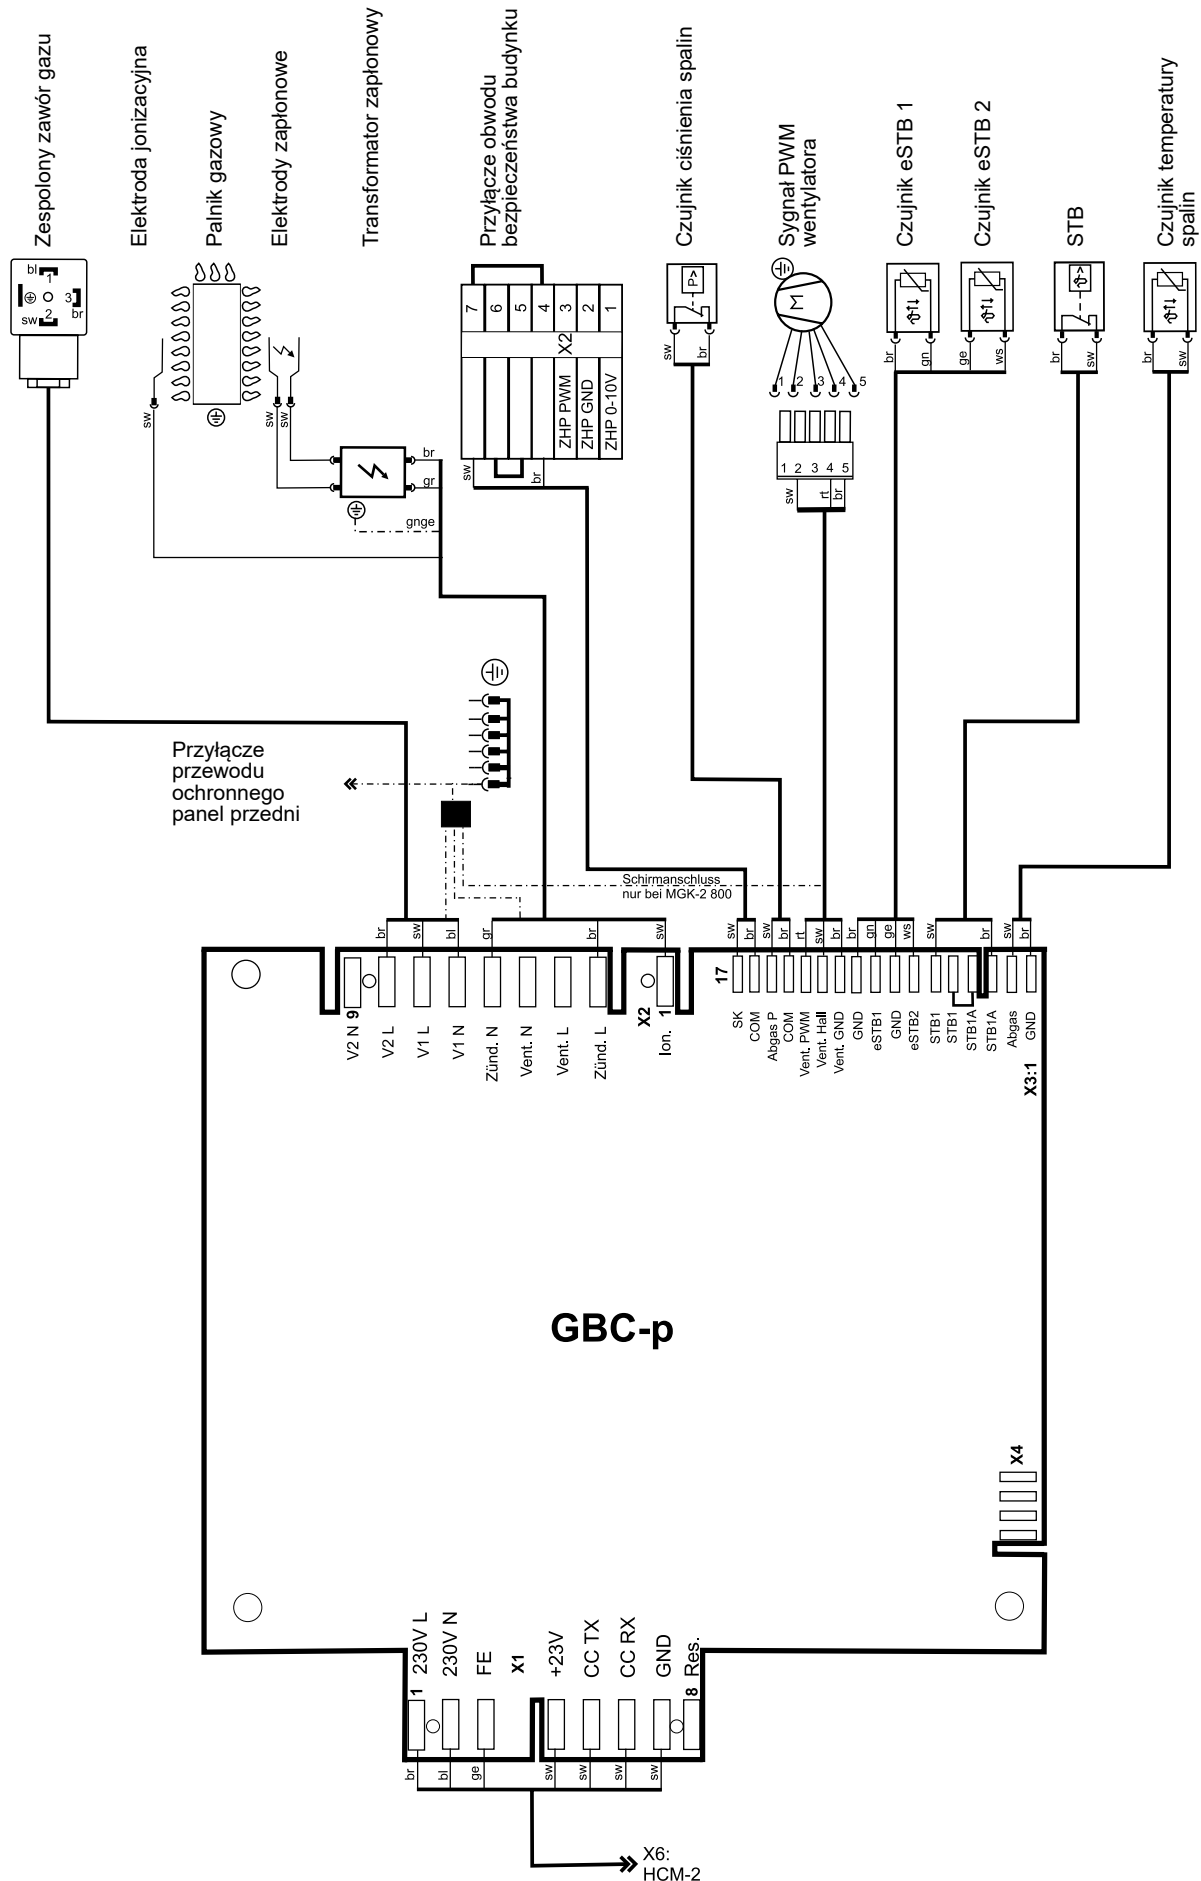 Zespolony zawór gazu
Elektroda jonizacyjna
Palnik gazowy
Elektrody zapłonowe
Transformator zapłonowy
Przyłącze obwodu
bezpieczeństwa budynku
Czujnik ciśnienia spalin
Sygnał PWM
wentylatora
Czujnik eSTB 1
Czujnik eSTB 2
STB
Czujnik temperatury
spalin
bl
1
3
br
sw
2
sw
sw
sw
br
gr
gnge
7
6
5
4
3
2
1
X2
ZHP PWM
ZHP GND
ZHP 0-10V
sw
br
P>
sw
br
M
1
2
3
4
5
1
2
3
4
5
sw
rt
br
ϑ
br
gn
ϑ
ge
ws
ϑ>
br
sw
ϑ
br
sw
Przyłącze
przewodu
ochronnego
panel przedni
Schirmanschluss
nur bei MGK-2 800
br
sw
bl
gr
br
sw
sw
br
sw
br
rt
sw
br
br
gn
ge
ws
sw
br
sw
br
V2 N
9
V2 L
V1 L
V1 N
Zünd. N
Vent. N
Vent. L
Zünd. L
X2
Ion.
1
17
SK
COM
Abgas P
COM
Vent. PWM
Vent. Hall
Vent. GND
GND
eSTB1
GND
eSTB2
STB1
STB1
STB1A
STB1A
Abgas
GND
X3:1
GBC-p
X4
1
230V L
230V N
FE
X1
+23V
CC TX
CC RX
GND
8
Res.
br
bl
ge
sw
sw
sw
sw
X6:
HCM-2